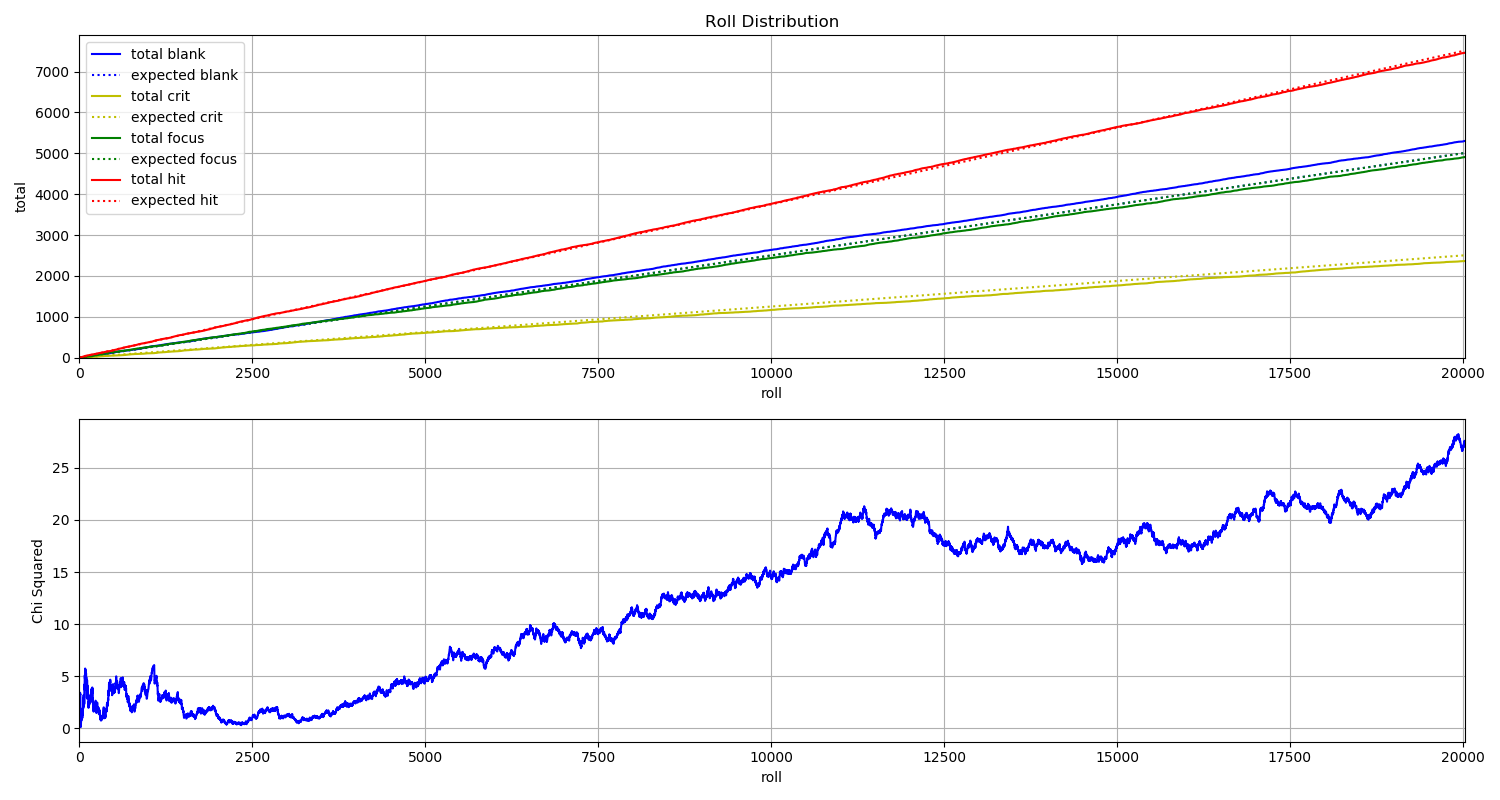 Roll Distribution
total blank
expected blank
total crit
expected crit
total focus
expected focus
total hit
expected hit
total
7000
6000
5000
4000
3000
2000
1000
0
0 2500 5000 7500 10000 12500 15000 17500 20000
roll
Chi Squared
25
20
15
10
5
0
0 2500 5000 7500 10000 12500 15000 17500 20000
roll